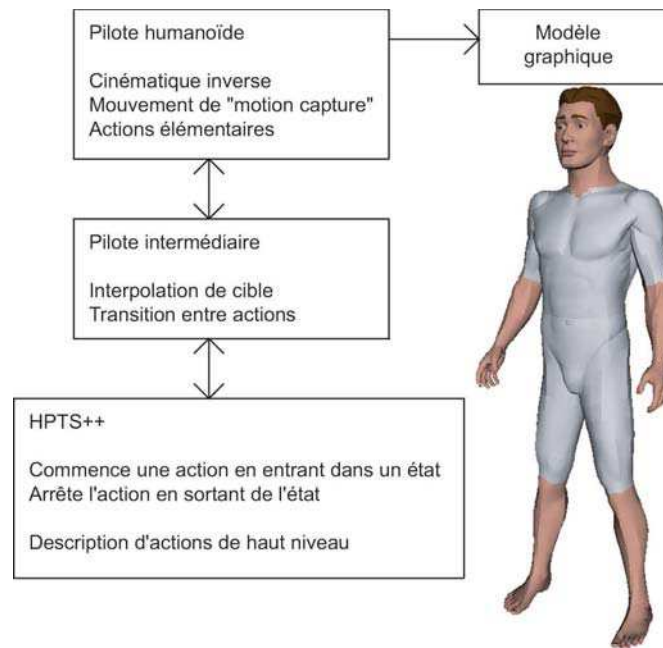 Pilote humanoïde
Cinématique inverse
Mouvement de "motion capture"
Actions élémentaires
Modèle
graphique
Pilote intermédiaire
Interpolation de cible
Transition entre actions
HPTS++
Commence une action en entrant dans un état
Arrête l'action en sortant de l'état
Description d'actions de haut niveau